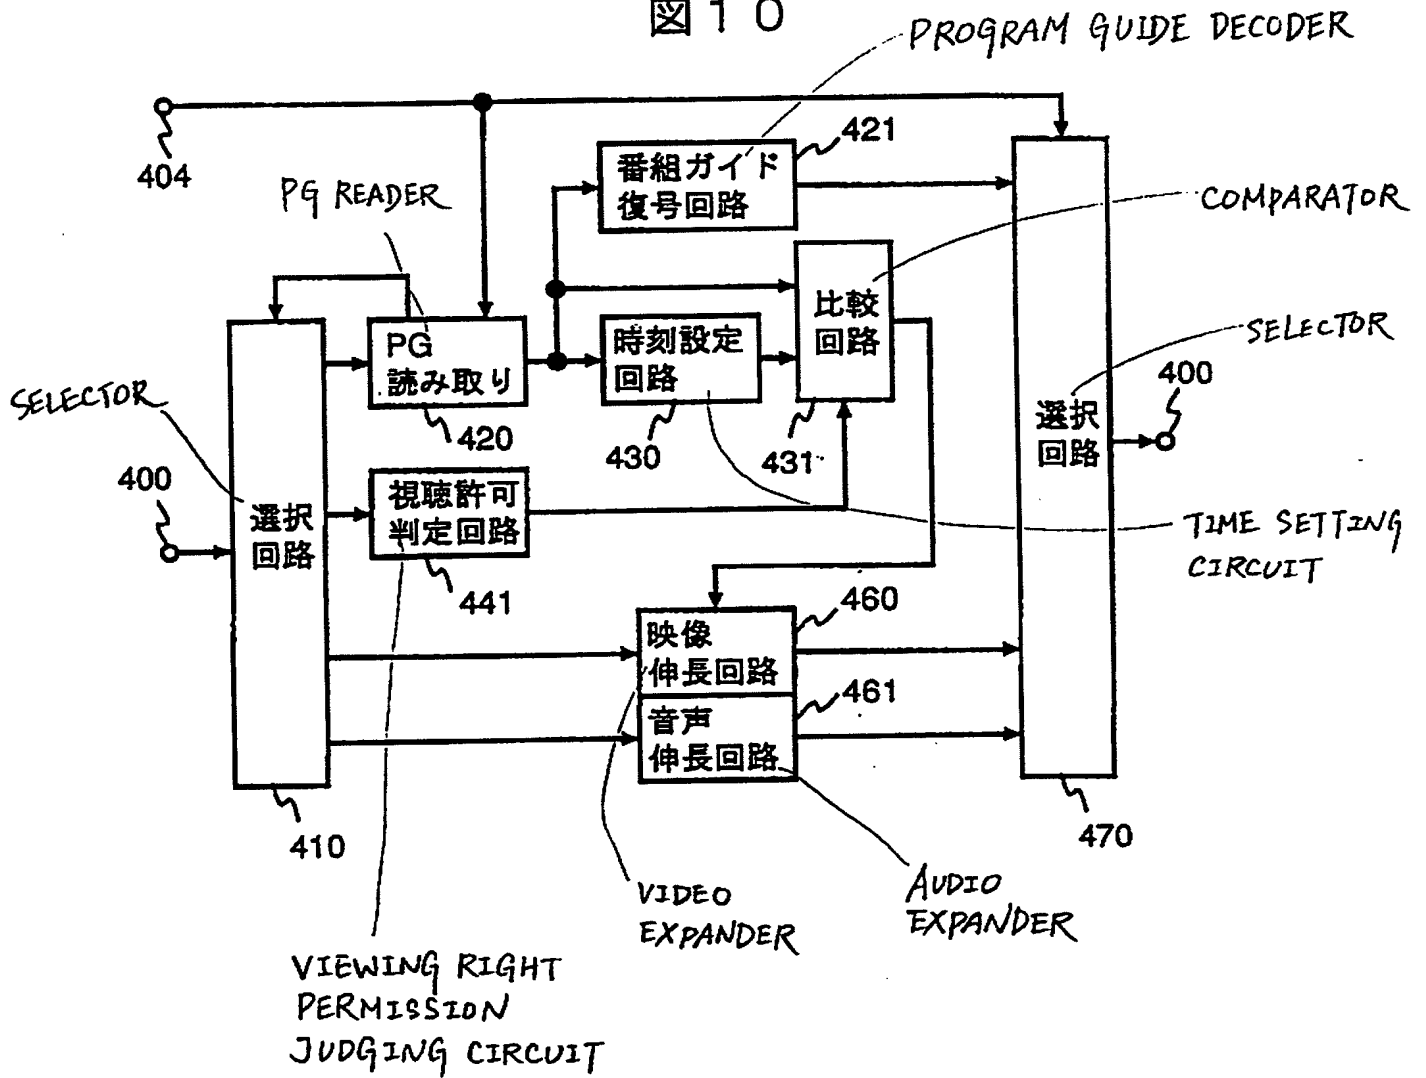 図10
PROGRAM GUIDE DECODER
404
421
番組ガイド
復号回路
PG READER
COMPARATOR
比較
回路
PG
読み取り
時刻設定
回路
SELECTOR
SELECTOR
400
選択
回路
420
430
431
400
視聴許可
判定回路
選択
回路
TIME SETTING
CIRCUIT
441
460
映像
伸長回路
461
音声
伸長回路
410
470
VIDEO
EXPANDER
AUDIO
EXPANDER
VIEWING RIGHT
PERMISSION
JUDGING CIRCUIT